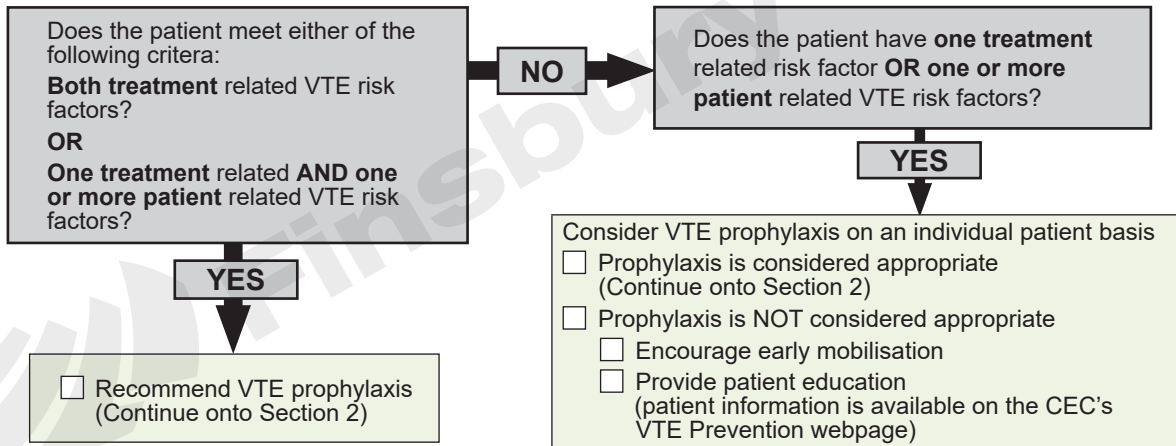 Does the patient meet either of the
following critera:
Both treatment related VTE risk
factors?
OR
One treatment related AND one
or more patient related VTE risk
factors?
NO
Does the patient have one treatment
related risk factor OR one or more
patient related VTE risk factors?
YES
YES
Recommend VTE prophylaxis
(Continue onto Section 2)
Consider VTE prophylaxis on an individual patient basis
Prophylaxis is considered appropriate
(Continue onto Section 2)
Prophylaxis is NOT considered appropriate
Encourage early mobilisation
Provide patient education
(patient information is available on the CEC's
VTE Prevention webpage)
Finsbury